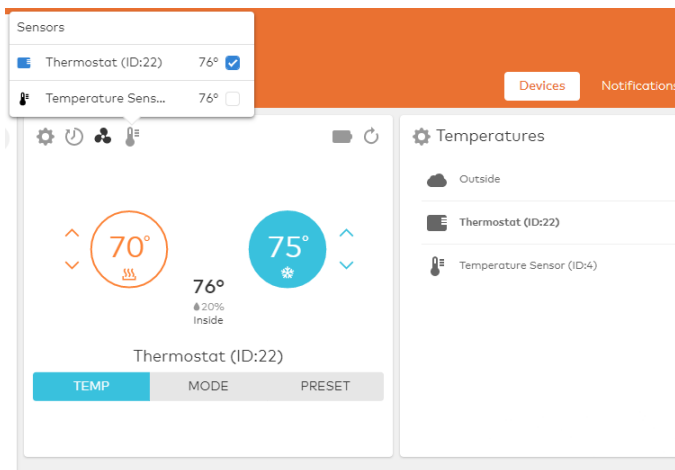 Sensors
Thermostat (ID:22) 76°
Temperature Sens... 76°
Devices Notifications
Temperatures
Outside
Thermostat (ID:22)
Temperature Sensor (ID:4)
70°
75°
76°
20%
Inside
Thermostat (ID:22)
TEMP MODE PRESET